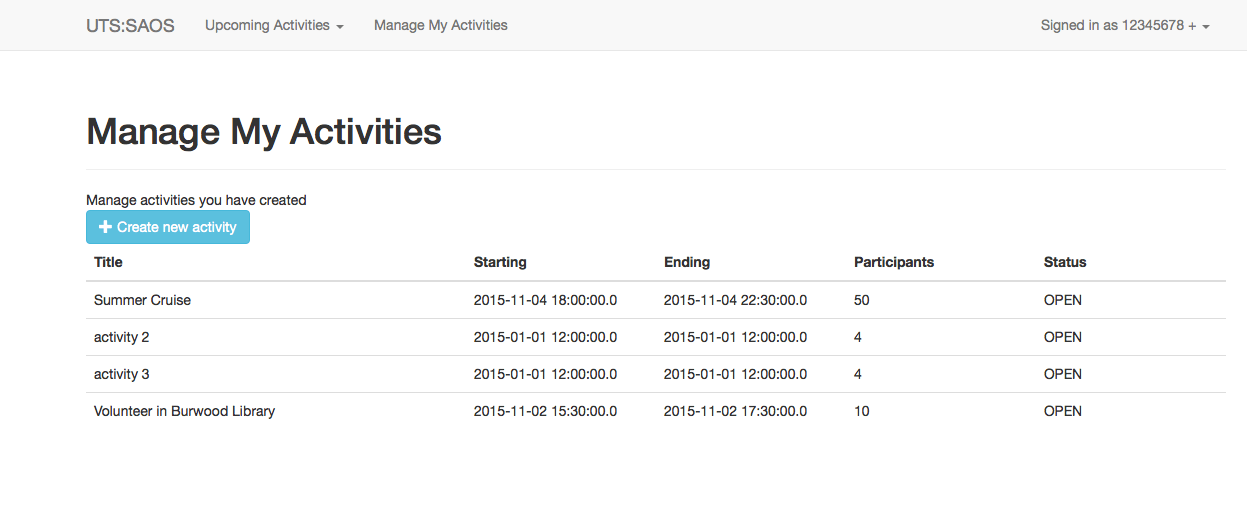 UTS:SAOS Upcoming Activities Manage My Activities Signed in as 12345678 +
Manage My Activities
Manage activities you have created
Create new activity
Title Starting Ending Participants Status
Summer Cruise 2015-11-04 18:00:00.0 2015-11-04 22:30:00.0 50 OPEN
activity 2 2015-01-01 12:00:00.0 2015-01-01 12:00:00.0 4 OPEN
activity 3 2015-01-01 12:00:00.0 2015-01-01 12:00:00.0 4 OPEN
Volunteer in Burwood Library 2015-11-02 15:30:00.0 2015-11-02 17:30:00.0 10 OPEN